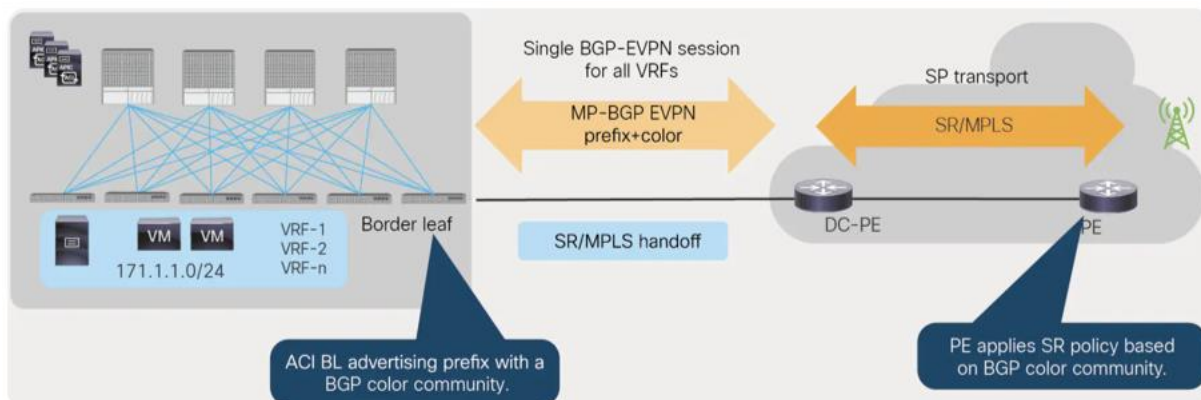 Single BGP-EVPN session
for all VRFs
MP-BGP EVPN
prefix+color
SP transport
SR/MPLS
Border leaf
VM
VM
VRF-1
VRF-2
VRF-n
171.1.1.0/24
SR/MPLS handoff
DC-PE
PE
ACI BL advertising prefix with a
BGP color community.
PE applies SR policy based
on BGP color community.